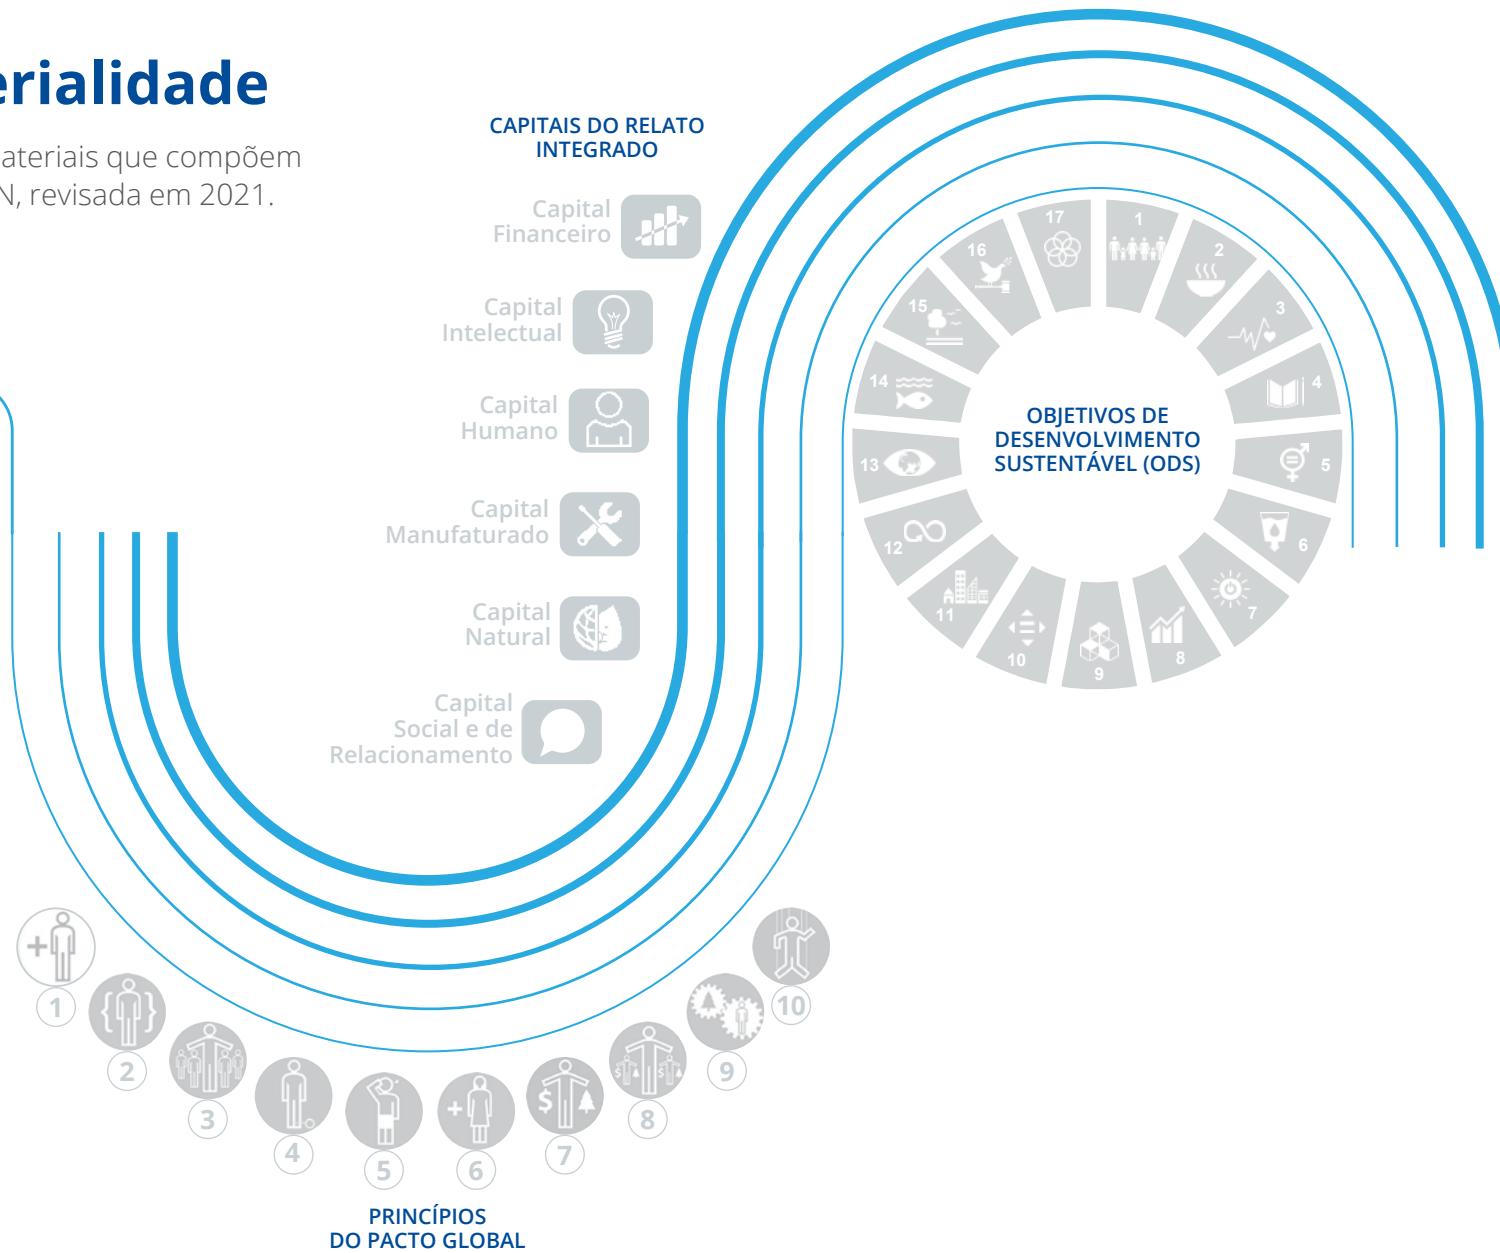 erialidade
ateriais que compõem
N, revisada em 2021.
CAPITAIS DO RELATO
INTEGRADO
Capital
Financeiro
Capital
Intelectual
Capital
Humano
Capital
Manufaturado
Capital
Natural
Capital
Social e de
Relacionamento
OBJETIVOS DE
DESENVOLVIMENTO
SUSTENTÁVEL (ODS)
1
2
3
4
5
6
7
8
9
10
11
12
13
14
15
16
17
1
2
3
4
5
6
7
8
9
10
PRINCÍPIOS
DO PACTO GLOBAL